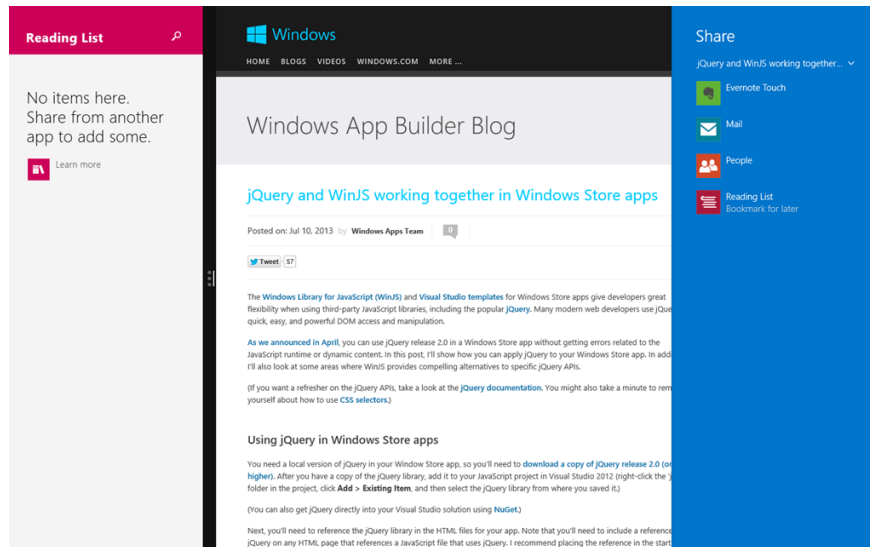 Reading List
No items here.
Share from another
app to add some.
Learn more
Windows
HOME BLOGS VIDEOS WINDOWS.COM MORE ...
Windows App Builder Blog
jQuery and WinJS working together in Windows Store apps
Posted on: Jul 10, 2013 by Windows Apps Team 0
Tweet 57
The Windows Library for JavaScript (WinJS) and Visual Studio templates for Windows Store apps give developers great
flexibility when using third-party JavaScript libraries, including the popular jQuery. Many modern web developers use jQue
quick, easy, and powerful DOM access and manipulation.
As we announced in April, you can use jQuery release 2.0 in a Windows Store app without getting errors related to the
JavaScript runtime or dynamic content. In this post, I'll show how you can apply jQuery to your Windows Store app. In addi
I'll also look at some areas where WinJS provides compelling alternatives to specific jQuery APIs.
(If you want a refresher on the jQuery APIs, take a look at the jQuery documentation. You might also take a minute to rem
yourself about how to use CSS selectors.)
Using jQuery in Windows Store apps
You need a local version of jQuery in your Window Store app, so you'll need to download a copy of jQuery release 2.0 (or
higher). After you have a copy of the jQuery library, add it to your JavaScript project in Visual Studio 2012 (right-click the 'j
folder in the project, click Add > Existing Item, and then select the jQuery library from where you saved it.)
(You can also get jQuery directly into your Visual Studio solution using NuGet.)
Next, you'll need to reference the jQuery library in the HTML files for your app. Note that you'll need to include a reference
jQuery on any HTML page that references a JavaScript file that uses jQuery. I recommend placing the reference in the start
Share
jQuery and WinJS working together...
Evernote Touch
Mail
People
Reading List
Bookmark for later